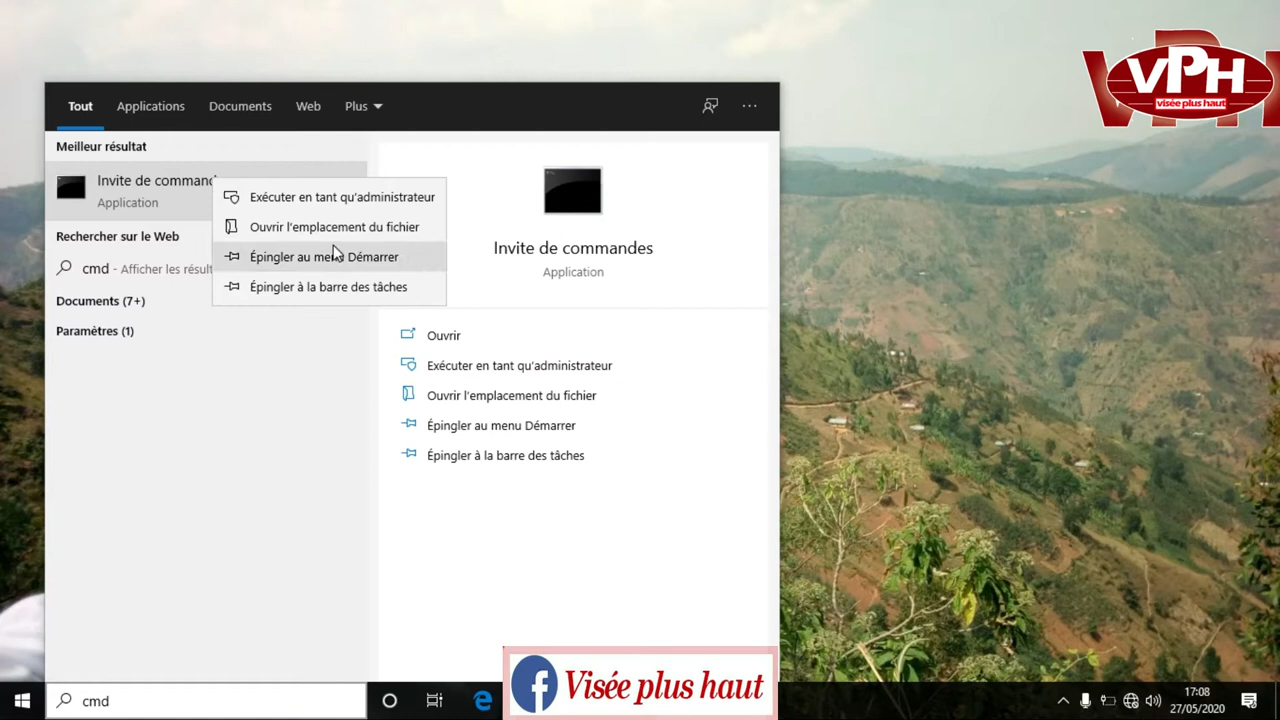 VPH
visée plus haut
Tout
Applications
Documents
Web
Plus
Meilleur résultat
Invite de command
Application
Exécuter en tant qu'administrateur
Ouvrir l'emplacement du fichier
Épingler au menu Démarrer
Épingler à la barre des tâches
Rechercher sur le Web
cmd - Afficher les résult
Documents (7+)
Paramètres (1)
Invite de commandes
Application
Ouvrir
Exécuter en tant qu'administrateur
Ouvrir l'emplacement du fichier
Épingler au menu Démarrer
Épingler à la barre des tâches
f Visée plus haut
cmd
17:08
27/05/2020